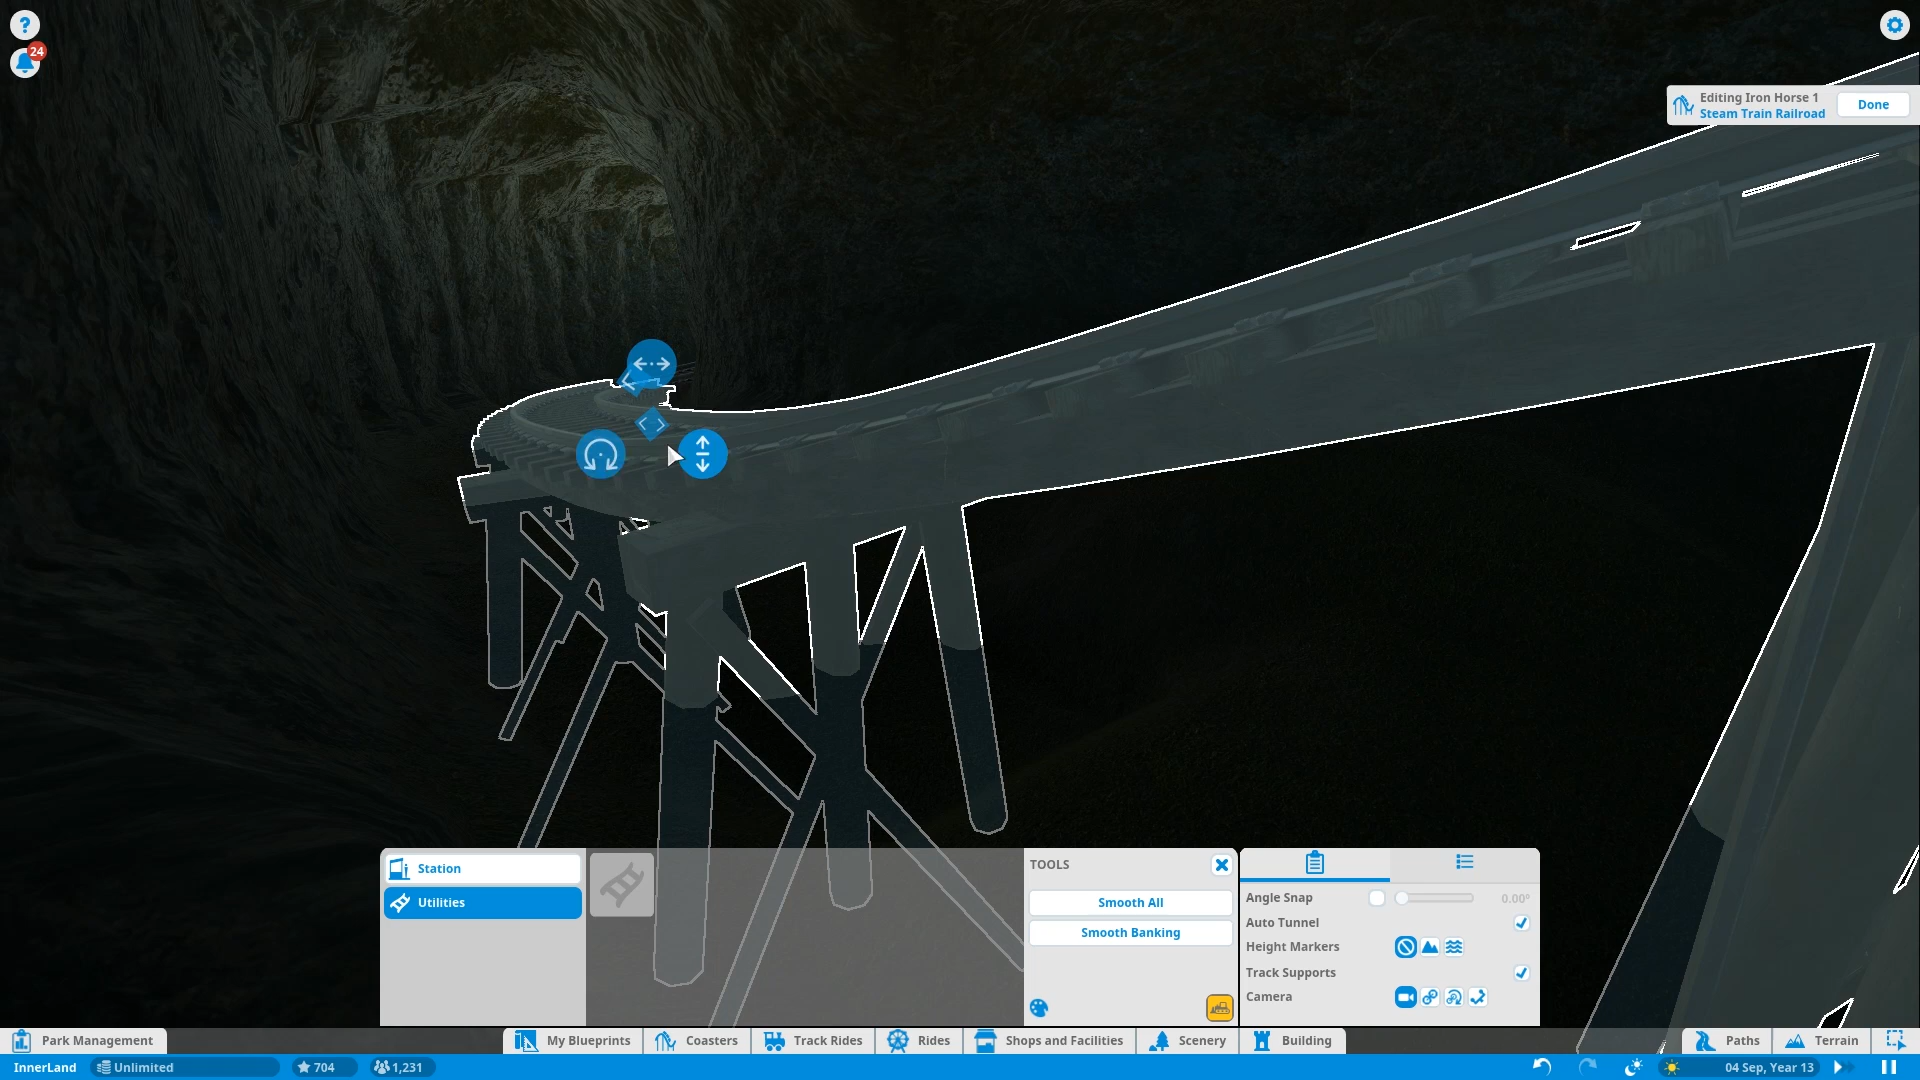 ?
24
Editing Iron Horse 1
Steam Train Railroad
Done
Station
Utilities
TOOLS
Smooth All
Smooth Banking
Angle Snap
0.00°
Auto Tunnel
Height Markers
Track Supports
Camera
Park Management
My Blueprints
Coasters
Track Rides
Rides
Shops and Facilities
Scenery
Building
Paths
Terrain
InnerLand
Unlimited
704
1,231
04 Sep, Year 13